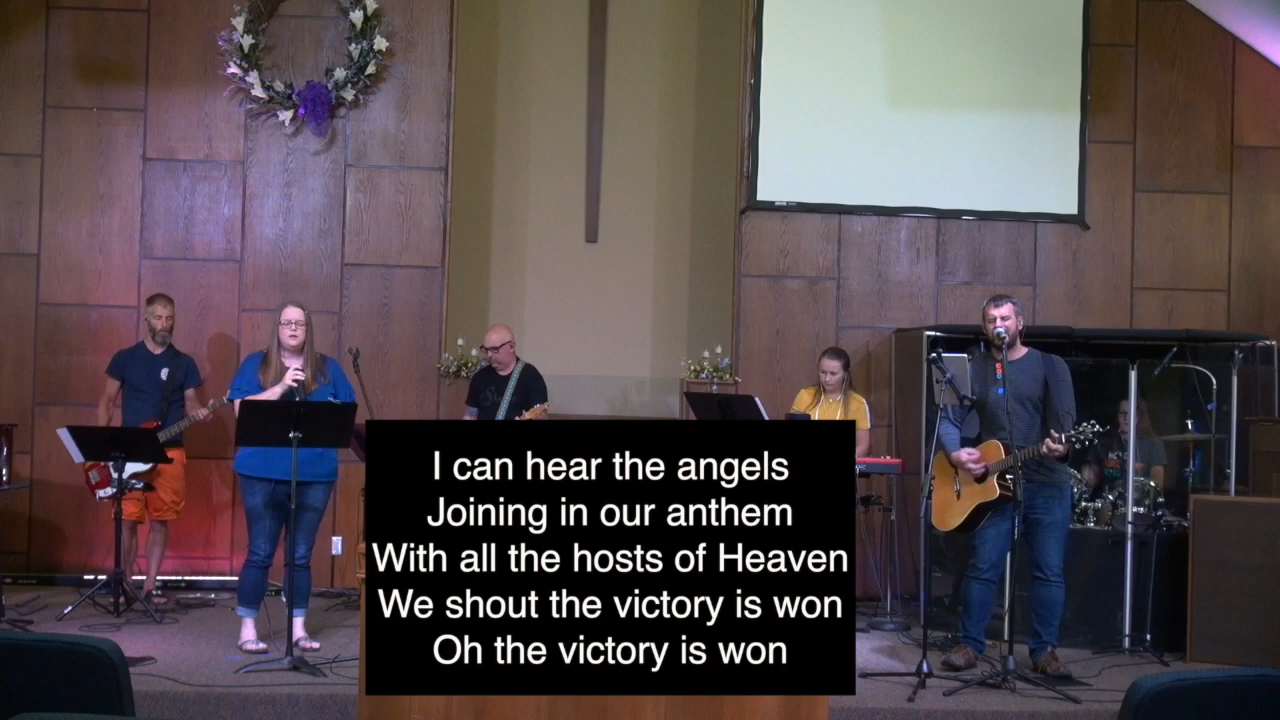 I can hear the angels
Joining in our anthem
With all the hosts of Heaven
We shout the victory is won
Oh the victory is won